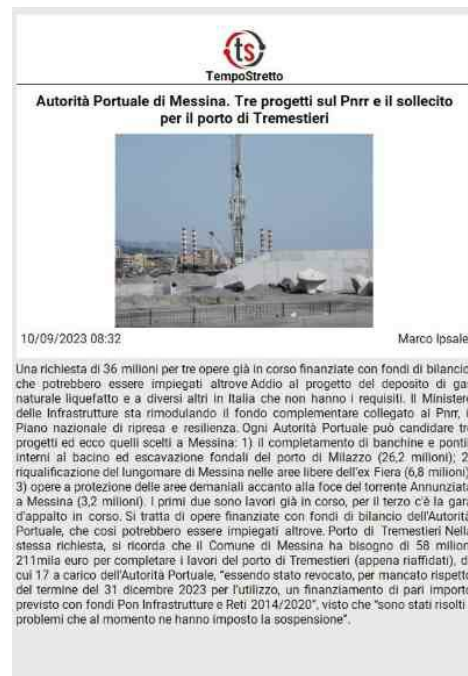 ts
TempoStretto
Autorità Portuale di Messina. Tre progetti sul Pnrr e il sollecito
per il porto di Tremestieri
10/09/2023 08:32
Marco Ipsale
Una richiesta di 36 milioni per tre opere già in corso finanziate con fondi di bilancio
che potrebbero essere impiegati altrove Addio al progetto del deposito di ga
naturale liquefatto e a diversi altri in Italia che non hanno i requisiti. Il Minister
delle Infrastrutture sta rimodulando il fondo complementare collegato al Pnrr, i
Piano nazionale di ripresa e resilienza. Ogni Autorità Portuale può candidare tre
progetti ed ecco quelli scelti a Messina: 1) il completamento di banchine e ponti
interni al bacino ed escavazione fondali del porto di Milazzo (26,2 milioni); 2
riqualificazione del lungomare di Messina nelle aree libere dell'ex Fiera (6,8 milioni)
3) opere a protezione delle aree demaniali accanto alla foce del torrente Annunziat
a Messina (3,2 milioni). I primi due sono lavori già in corso, per il terzo c'è la gar
d'appalto in corso. Si tratta di opere finanziate con fondi di bilancio dell'Autorit
Portuale, che così potrebbero essere impiegati altrove. Porto di Tremestieri Nell
stessa richiesta, si ricorda che il Comune di Messina ha bisogno di 58 milion
211mila euro per completare i lavori del porto di Tremestieri (appena riaffidati), d
cui 17 a carico dell'Autorità Portuale, "essendo stato revocato, per mancato rispetto
del termine del 31 dicembre 2023 per l'utilizzo, un finanziamento di pari importo
previsto con fondi Pon Infrastrutture e Reti 2014/2020", visto che "sono stati risolti
problemi che al momento ne hanno imposto la sospensione".